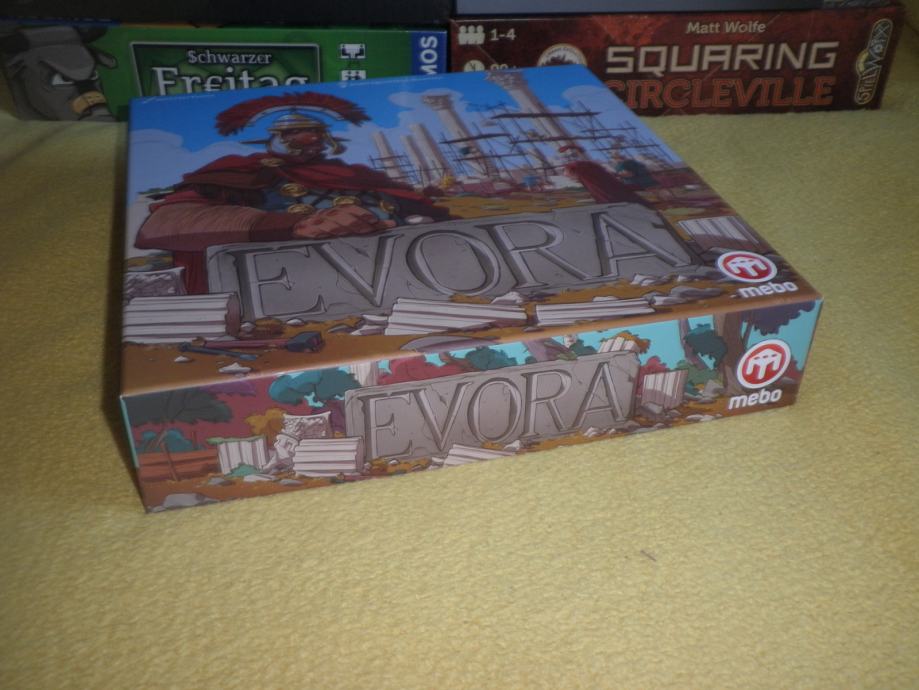 $chwarzer
Freitag
KOSMOS
1-4
Matt Wolfe
SQUARING
CIRCLEVILLE
EVORA
mebo
EVORA
mebo